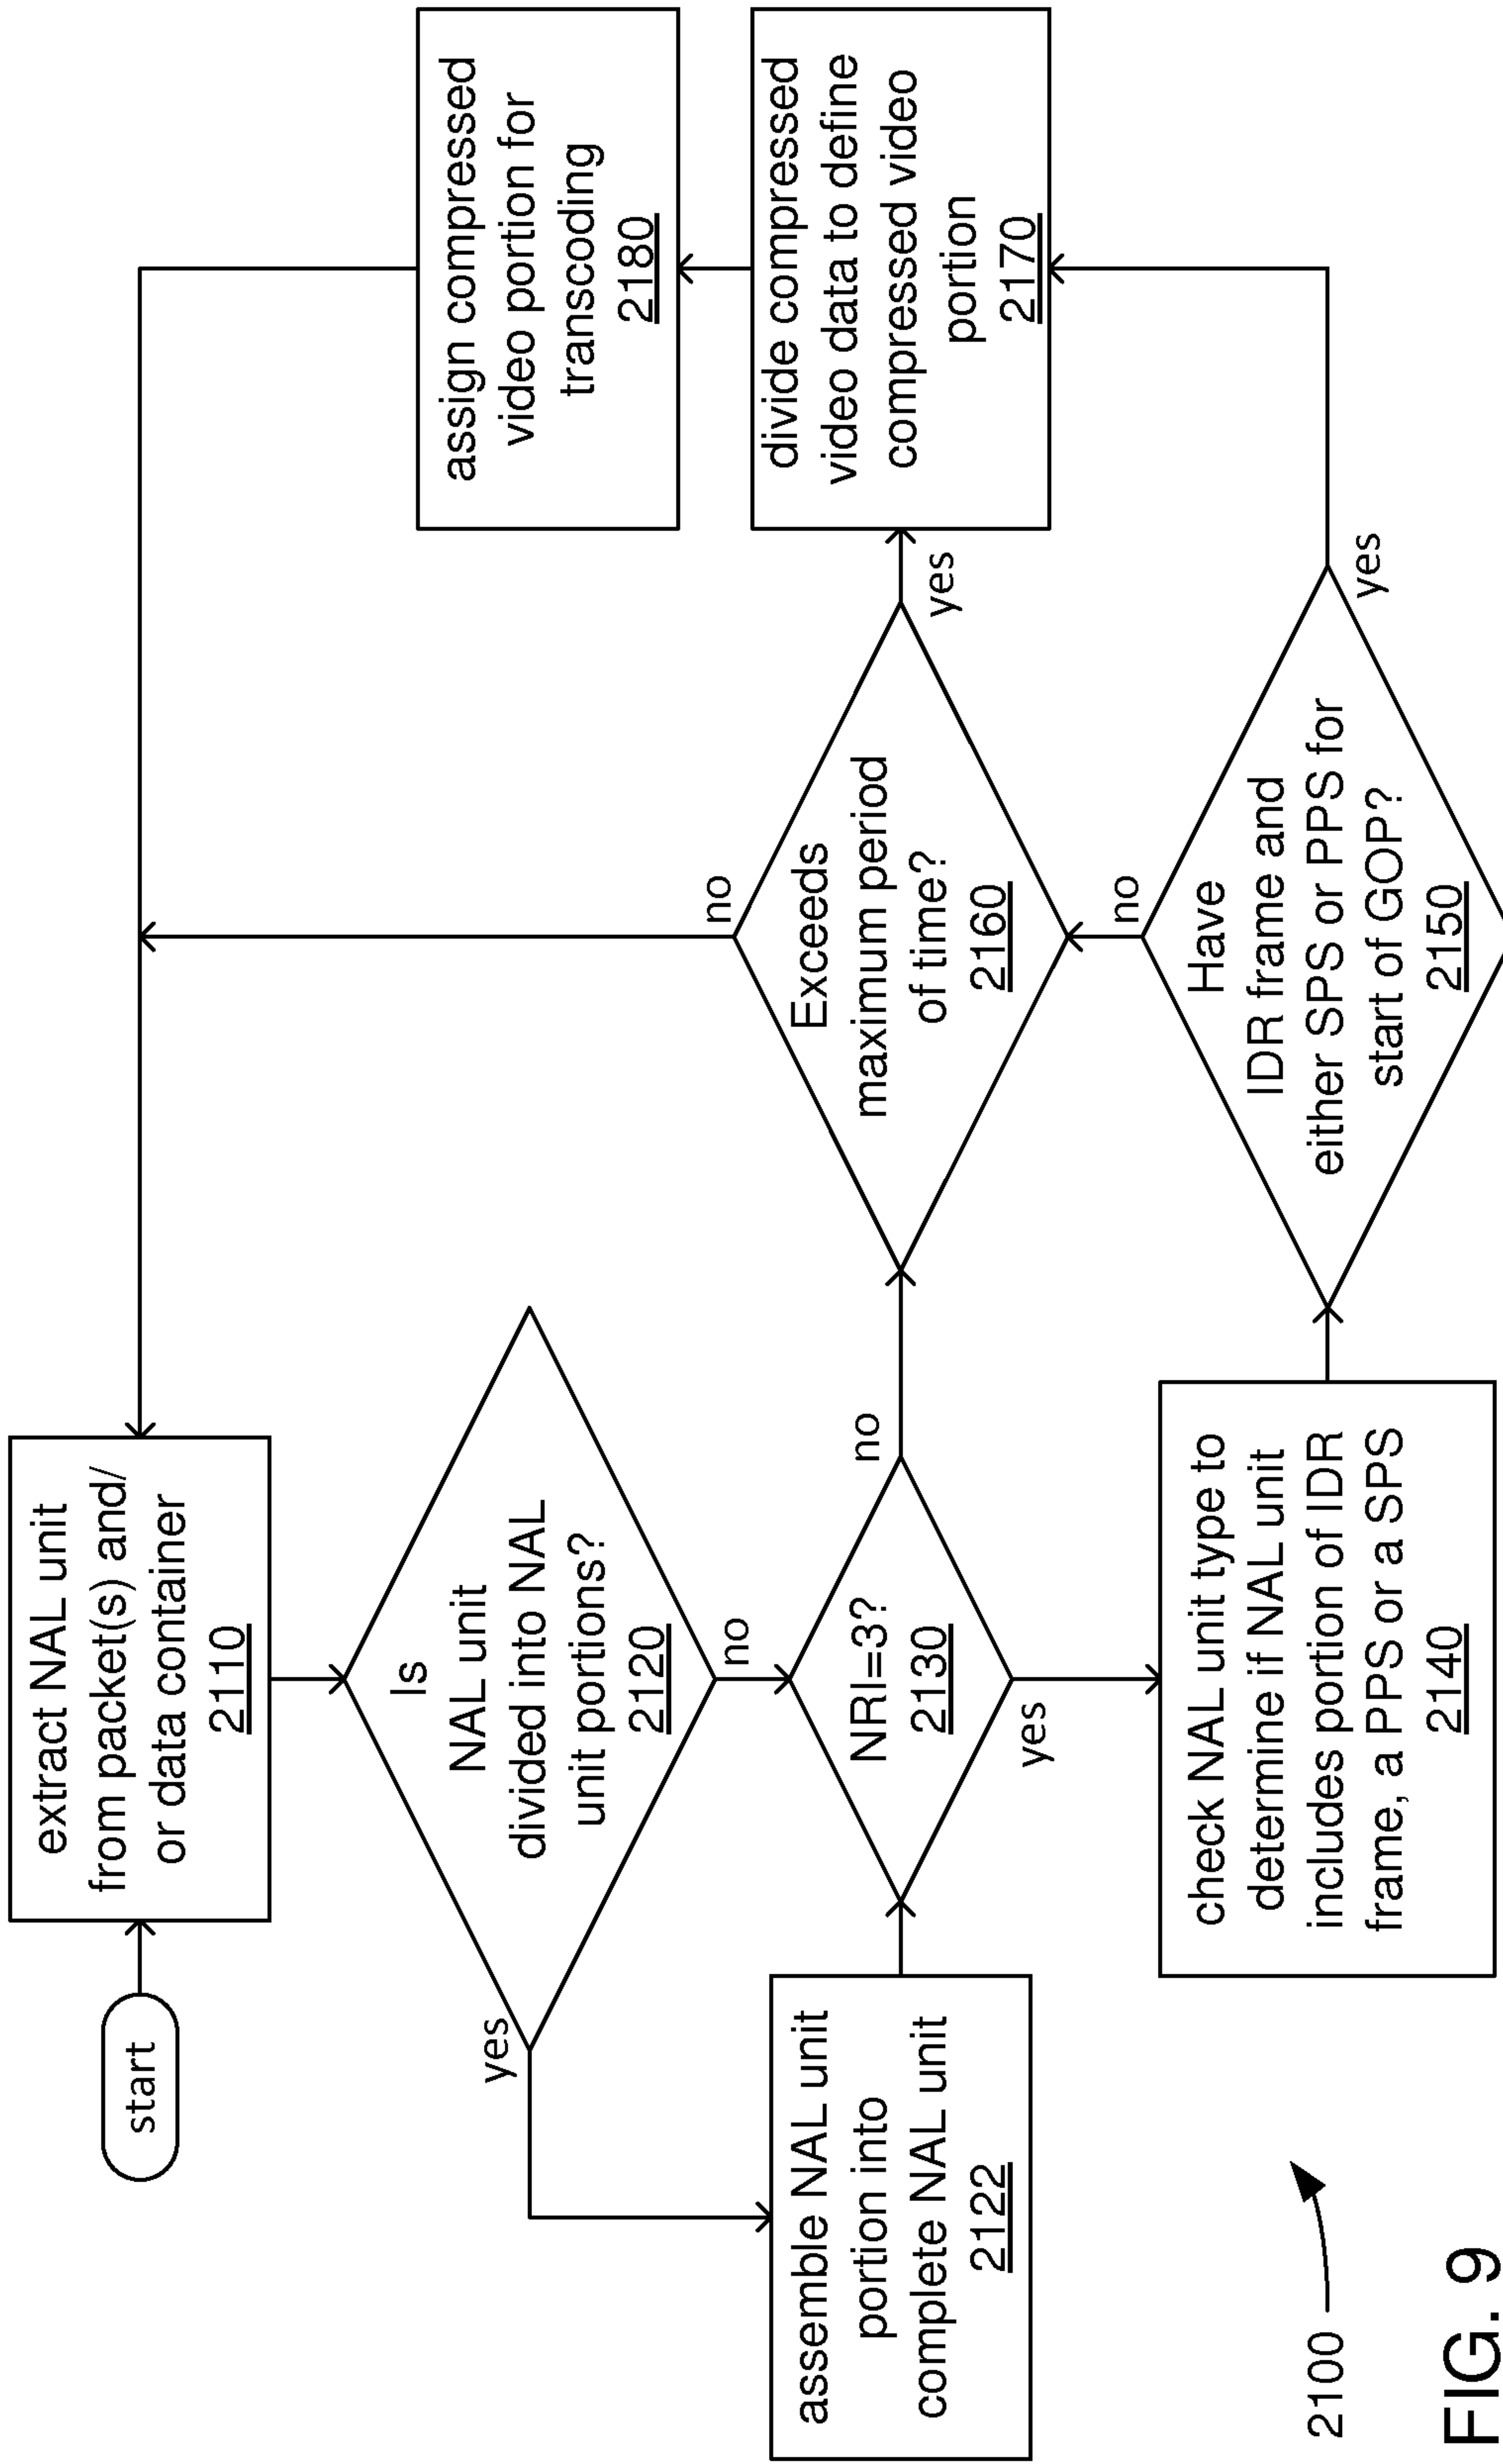 start
extract NAL unit
from packet(s) and/
or data container
2110
Is
NAL unit
divided into NAL
unit portions?
2120
yes
no
assemble NAL unit
portion into
complete NAL unit
2122
NRI=3?
2130
no
yes
check NAL unit type to
determine if NAL unit
includes portion of IDR
frame, a PPS or a SPS
2140
Have
IDR frame and
either SPS or PPS for
start of GOP?
2150
no
yes
Exceeds
maximum period
of time?
2160
no
yes
divide compressed
video data to define
compressed video
portion
2170
assign compressed
video portion for
transcoding
2180
2100
FIG. 9